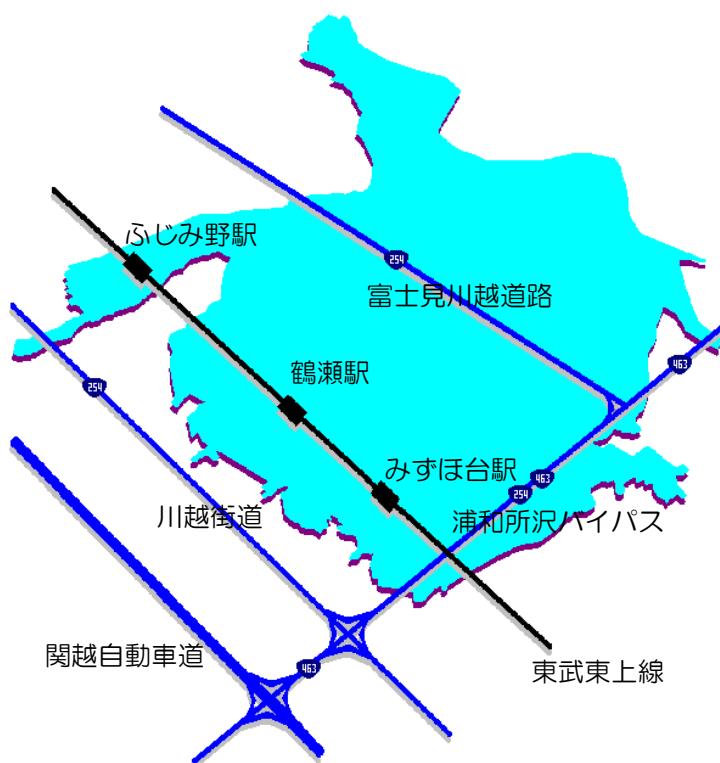 ふじみ野駅
254
富士見川越道路
463
鶴瀬駅
254
みずほ台駅
463
254
川越街道
浦和所沢バイパス
関越自動車道
463
東武東上線